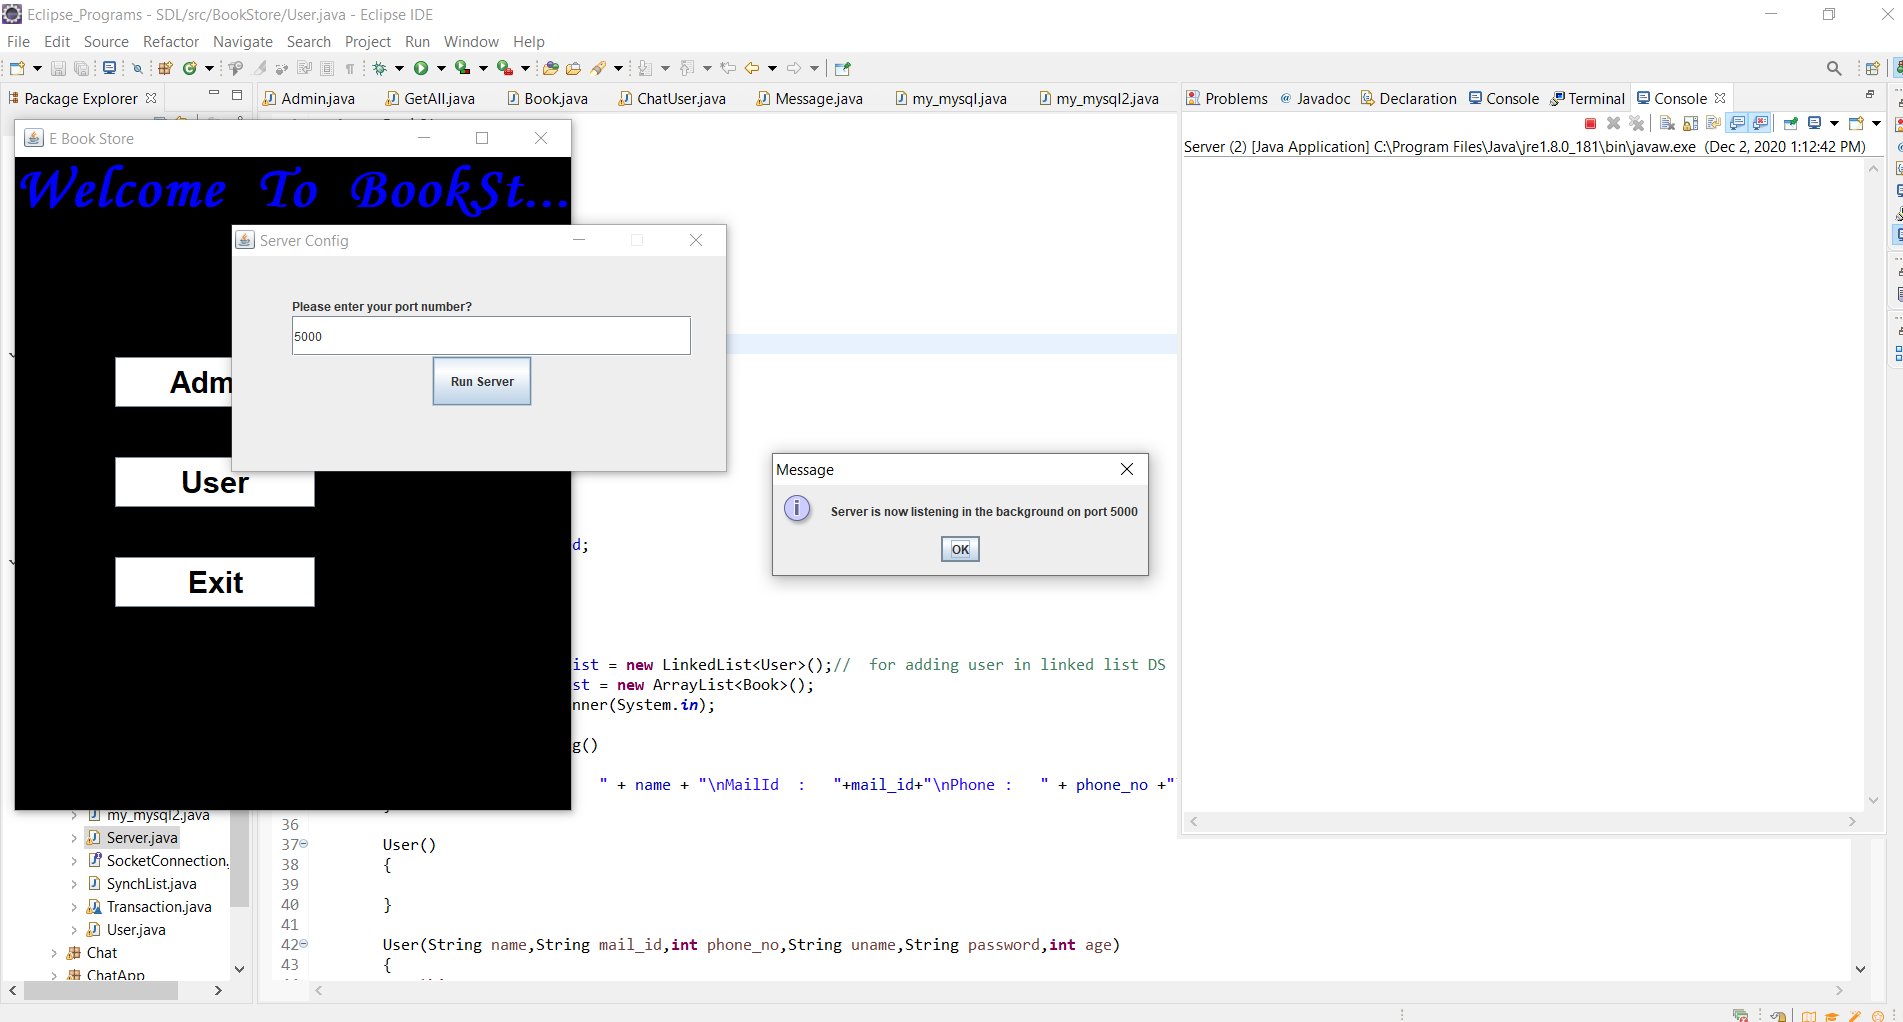 Eclipse_Programs - SDL/src/BookStore/User.java - Eclipse IDE
File Edit Source Refactor Navigate Search Project Run Window Help
Package Explorer
Admin.java GetAll.java Book.java ChatUser.java Message.java my_mysql.java my_mysql2.java
Problems Javadoc Declaration Console Terminal Console
Server (2) [Java Application] C:\Program Files\Java\jre1.8.0_181\bin\javaw.exe (Dec 2, 2020 1:12:42 PM)
E Book Store
Welcome To BookSt...
Server Config
Please enter your port number?
5000
Run Server
Adm
User
Exit
Message
Server is now listening in the background on port 5000
OK
d;
ist = new LinkedList<User>();// for adding user in linked list DS
st = new ArrayList<Book>();
nner(System.in);
g()
" + name + "\nMailId : "+mail_id+"\nPhone : " + phone_no +"
my_mysql2.java
Server.java
SocketConnection.
SynchList.java
Transaction.java
User.java
Chat
ChatApp
36
37 User()
38 {
39
40 }
41
42 User(String name,String mail_id,int phone_no,String uname,String password,int age)
43 {